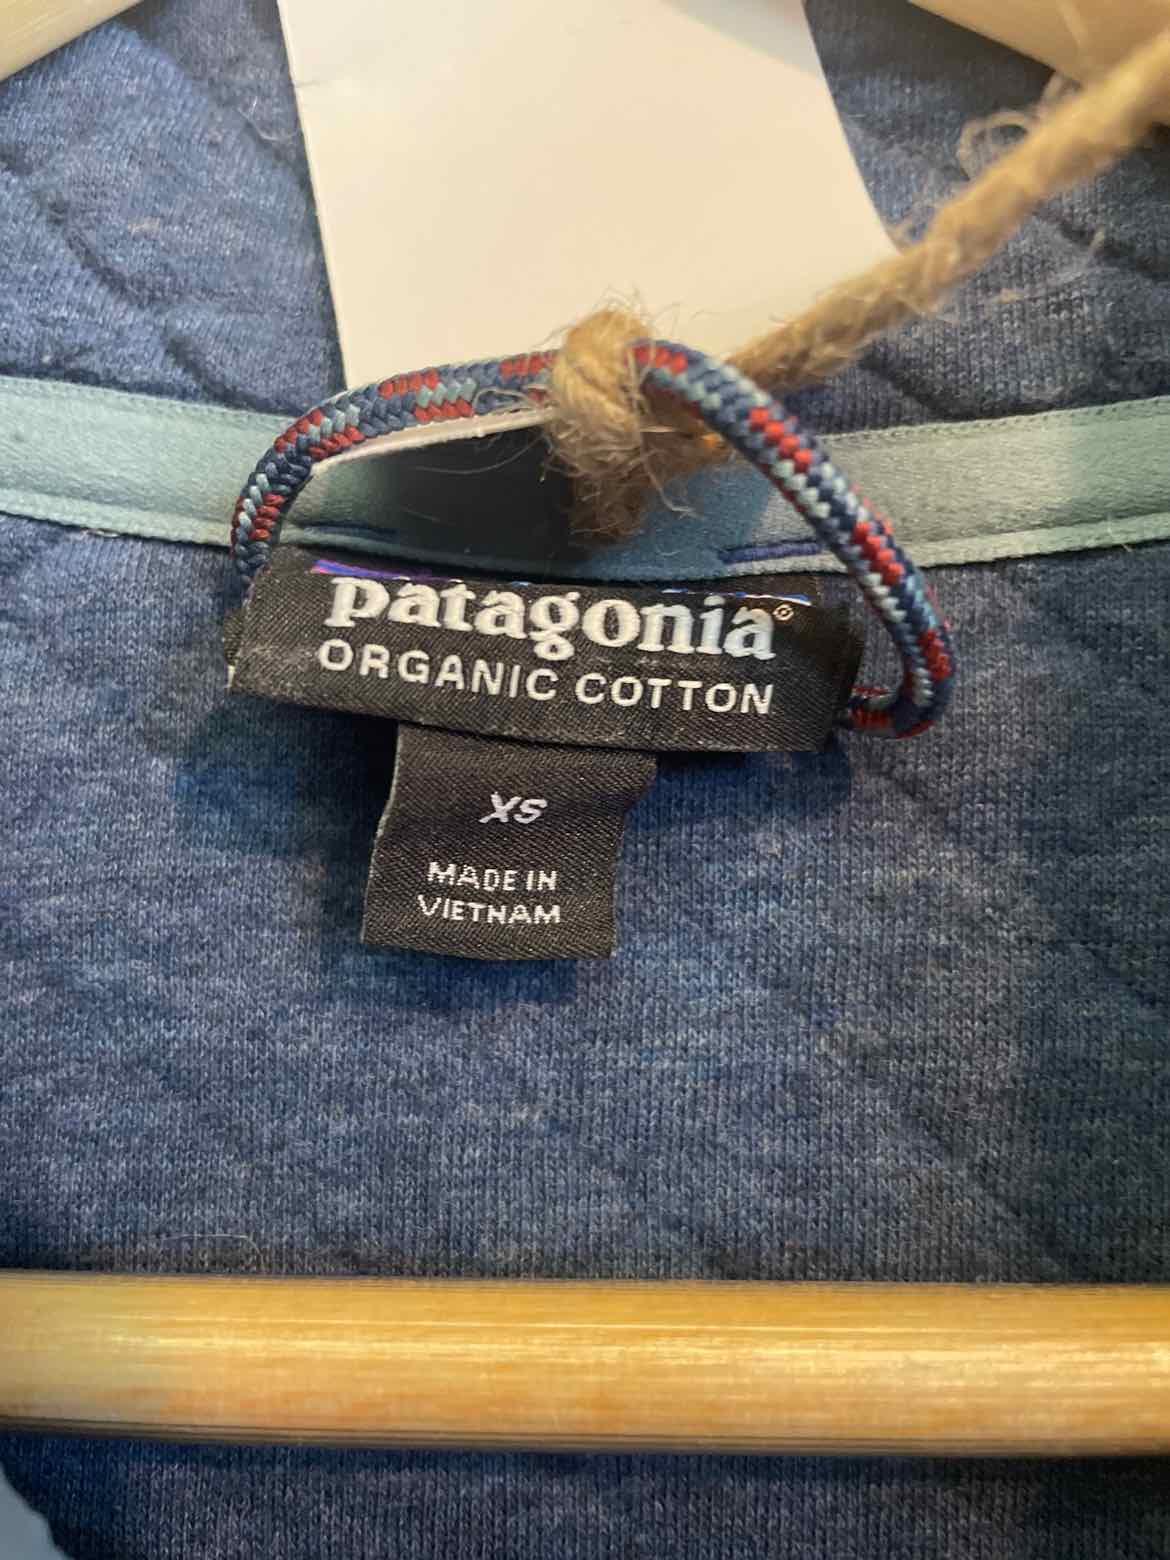 patagonia®
ORGANIC COTTON
XS
MADE IN
VIETNAM